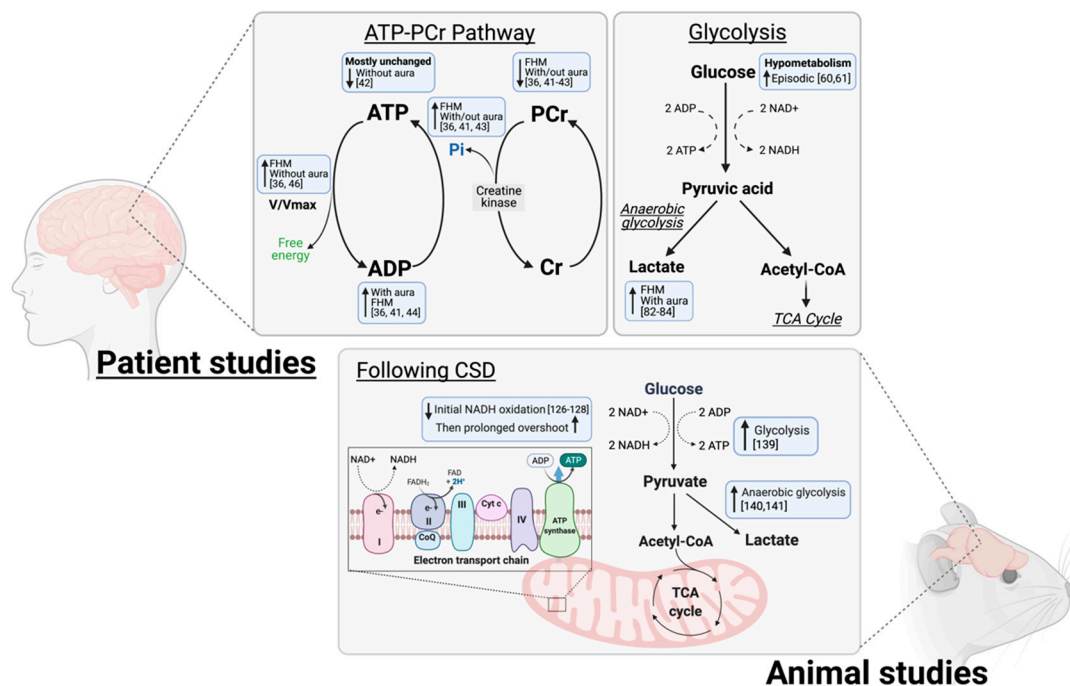 ATP-PCr Pathway
Mostly unchanged
Without aura
[42]
FHM
With/out aura
[36, 41-43]
ATP
FHM
With/out aura
[36, 41, 43]
PCr
Pi
FHM
Without aura
[36, 46]
V/Vmax
Creatine
kinase
Free
energy
ADP
Cr
With aura
FHM
[36, 41, 44]
Glycolysis
Glucose
Hypometabolism
Episodic [60,61]
2 ADP
2 NAD+
2 ATP
2 NADH
Pyruvic acid
Anaerobic
glycolysis
Lactate
Acetyl-CoA
FHM
With aura
[82-84]
TCA Cycle
Patient studies
Following CSD
Initial NADH oxidation [126-128]
Then prolonged overshoot
NAD+
NADH
FADH₂
FAD
+ 2H⁺
ADP
ATP
e-
I
e-
II
CoQ
III
Cyt c
IV
ATP
synthase
Electron transport chain
Glucose
2 NAD+
2 ADP
2 NADH
2 ATP
Glycolysis
[139]
Pyruvate
Anaerobic glycolysis
[140,141]
Acetyl-CoA
Lactate
TCA
cycle
Animal studies